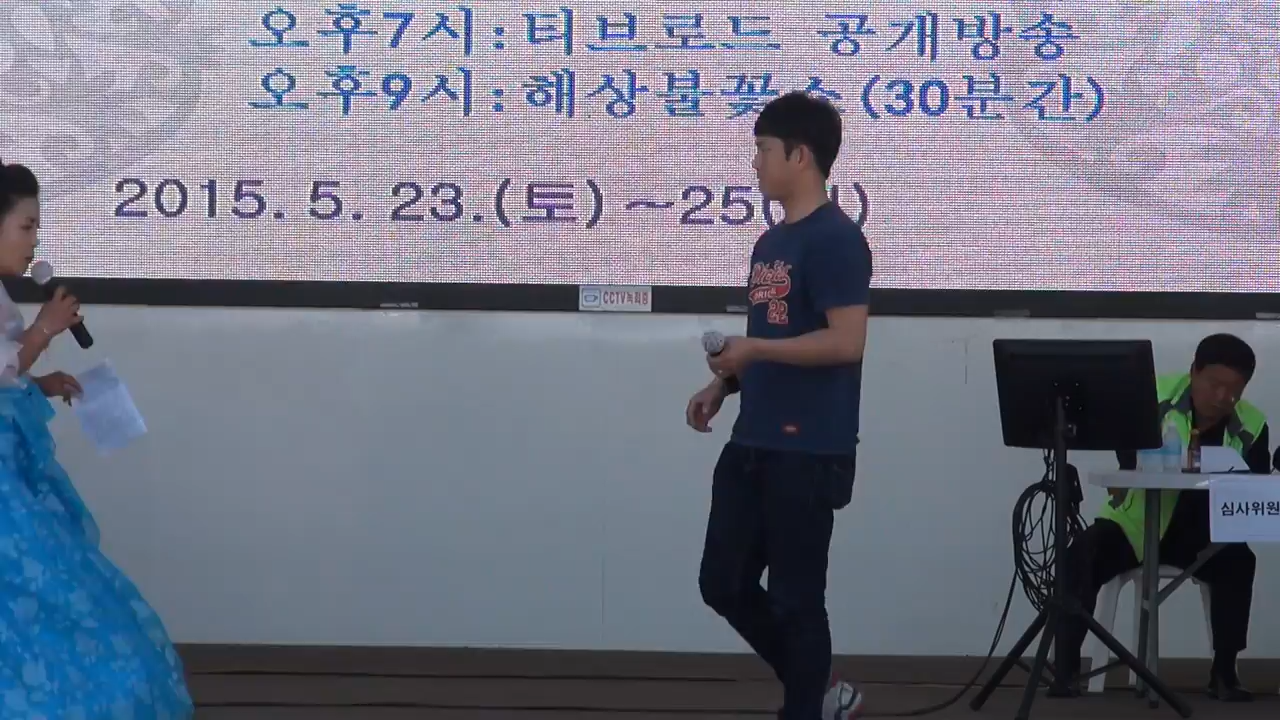 오후7시:티브로드 공개방송
오후9시:해상불꽃쇼(30분간)
2015. 5. 23.(토) ~25(
CCTV녹화중
22
심사위원